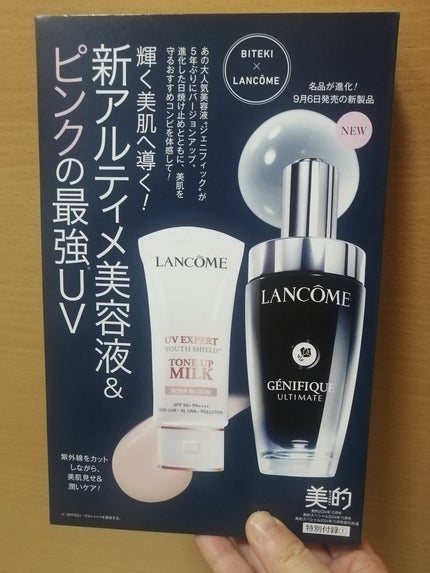 BITEKI
×
LANCÔME
名品が進化！
9月6日発売の新製品
NEW
あの大人気美容液“ジェニフィック”が
5年ぶりにバージョンアップ。
進化した日焼け止めとともに、美肌を
守るおすすめコンビを体感して！
輝く美肌へ導く！
新アルティメ美容液&
ピンクの最強UV
LANCÔME
UV EXPERT
YOUTH SHIELD™
TONE UP
MILK
ROSY BLOOM
SPF 50+ PA++++
LANCÔME
GÉNIFIQUE
ULTIMATE
紫外線をカット
しながら、
美肌見せ&
潤いケア！
美的
特別付録①